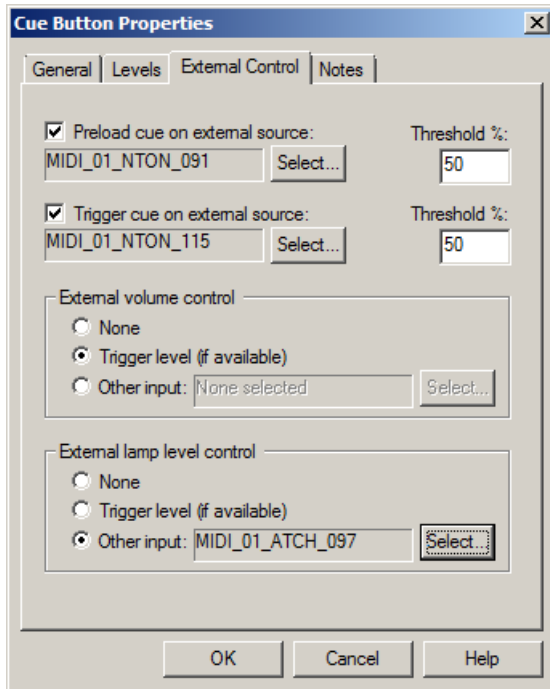 Cue Button Properties
General Levels External Control Notes
Preload cue on external source: Threshold %:
MIDI_01_NTON_091 Select... 50
Trigger cue on external source: Threshold %:
MIDI_01_NTON_115 Select... 50
External volume control
None
Trigger level (if available)
Other input: None selected Select...
External lamp level control
None
Trigger level (if available)
Other input: MIDI_01_ATCH_097 Select...
OK Cancel Help